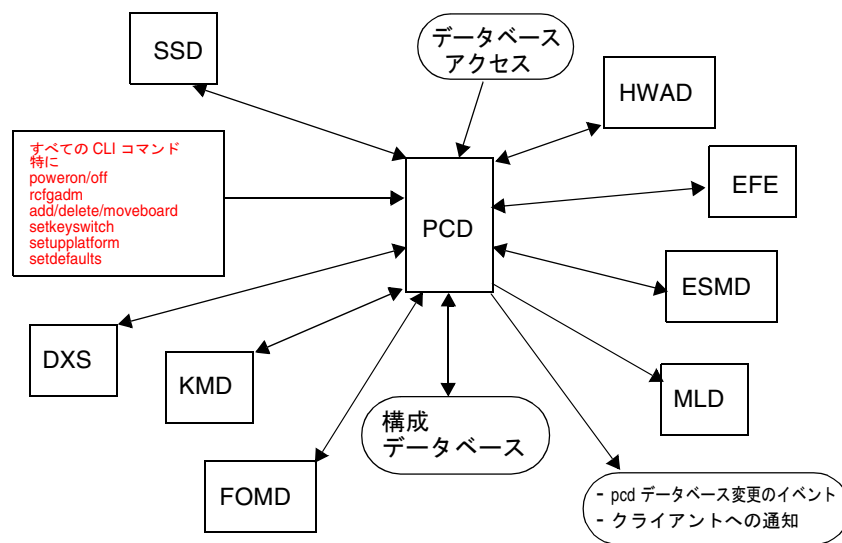 SSD
データベース
アクセス
HWAD
すべての CLI コマンド
特に
poweron/off
rcfgadm
add/delete/moveboard
setkeyswitch
setupplatform
setdefaults
EFE
PCD
ESMD
DXS
KMD
MLD
構成
データベース
FOMD
- pcd データベース変更のイベント
- クライアントへの通知